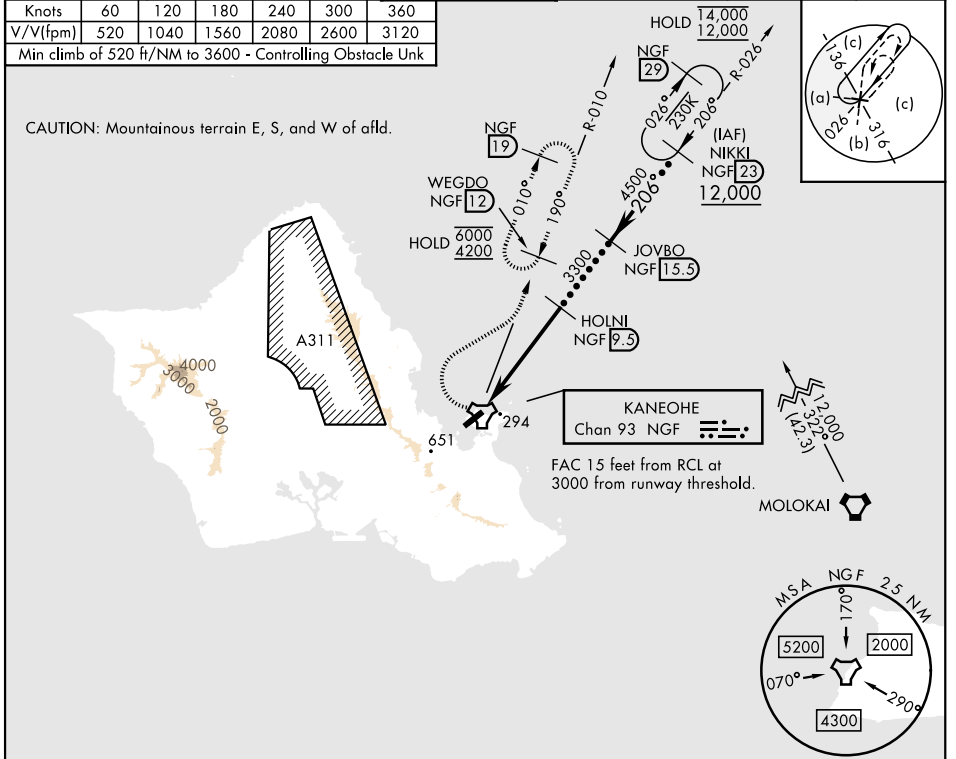 Knots 60 120 180 240 300 360
V/V(fpm) 520 1040 1560 2080 2600 3120
Min climb of 520 ft/NM to 3600 - Controlling Obstacle Unk
CAUTION: Mountainous terrain E, S, and W of afld.
HOLD 14,000
12,000
NGF
29
R-026
026°
230K
206°
(IAF)
NIKKI
NGF 23
12,000
R-010
NGF
19
WEGDO
NGF 12
010°
190°
HOLD 6000
4200
4500
206°
JOVBO
NGF 15.5
3300
HOLNI
NGF 9.5
136
(c)
(a)
(c)
026
(b)
316
A311
4000
3000
2000
651
294
KANEOHE
Chan 93 NGF
FAC 15 feet from RCL at
3000 from runway threshold.
12,000
322°
(42.3)
MOLOKAI
MSA NGF 25 NM
170°
5200
2000
070°
290°
4300